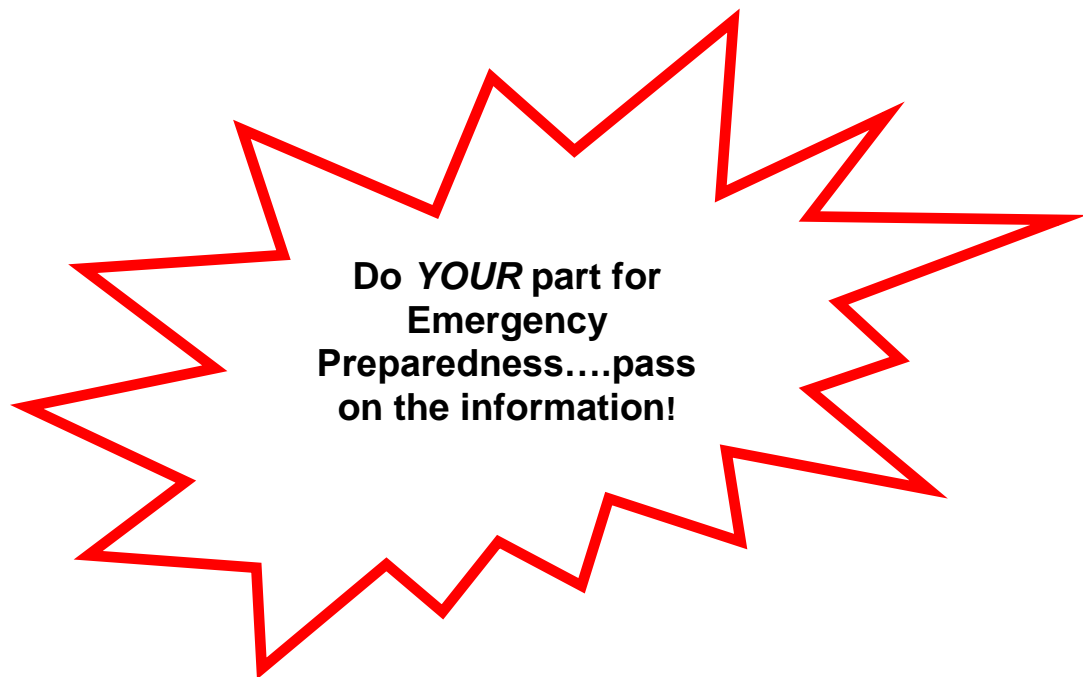 Do YOUR part for
Emergency
Preparedness….pass
on the information!